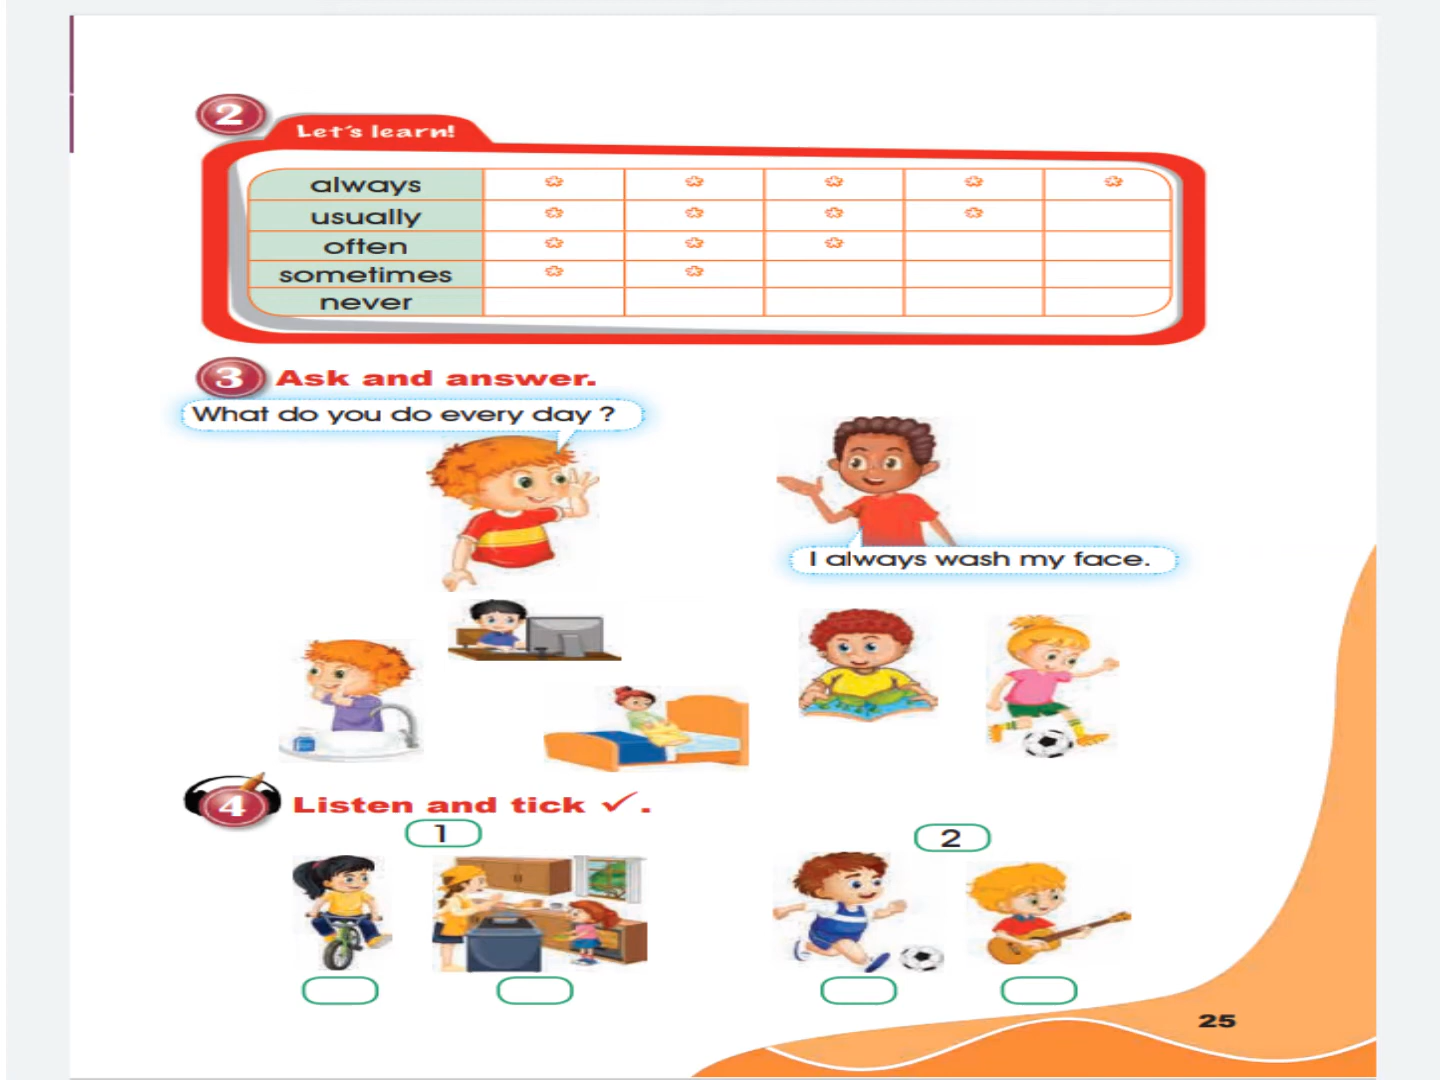 2
Let's learn!
always * * * * *
usually * * * *
often * * *
sometimes * *
never
3 Ask and answer.
What do you do every day ?
I always wash my face.
4 Listen and tick ✓.
1
2
25